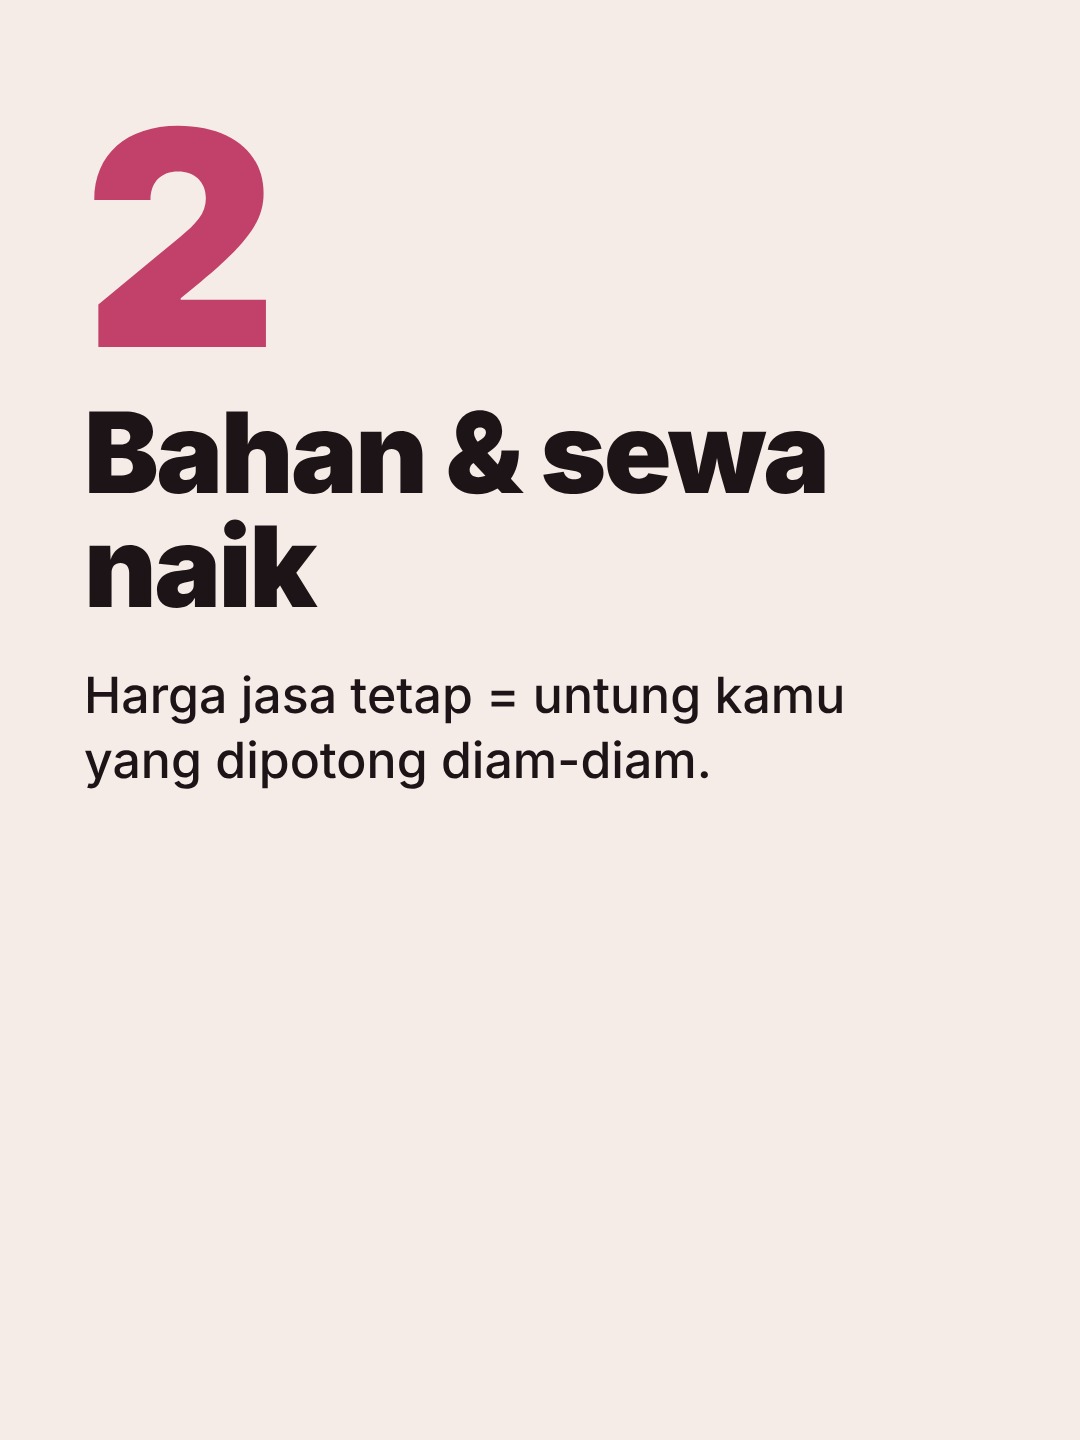 2
Bahan & sewa
naik
Harga jasa tetap = untung kamu
yang dipotong diam-diam.